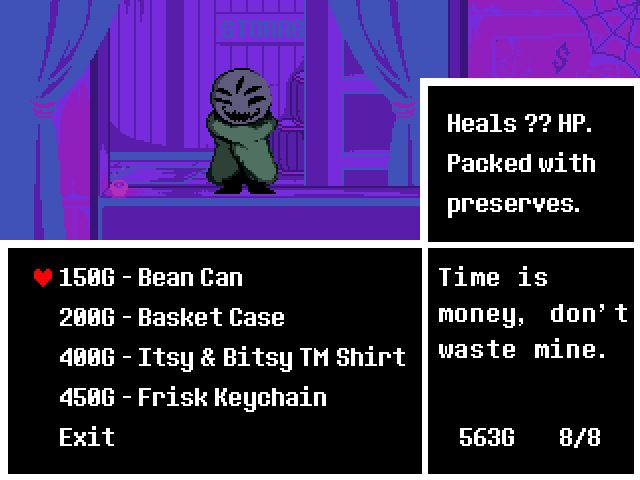 STORAG
Heals ?? HP.
Packed with
preserves.
150G - Bean Can
200G - Basket Case
400G - Itsy & Bitsy TM Shirt
450G - Frisk Keychain
Exit
Time is
money, don't
waste mine.
563G 8/8